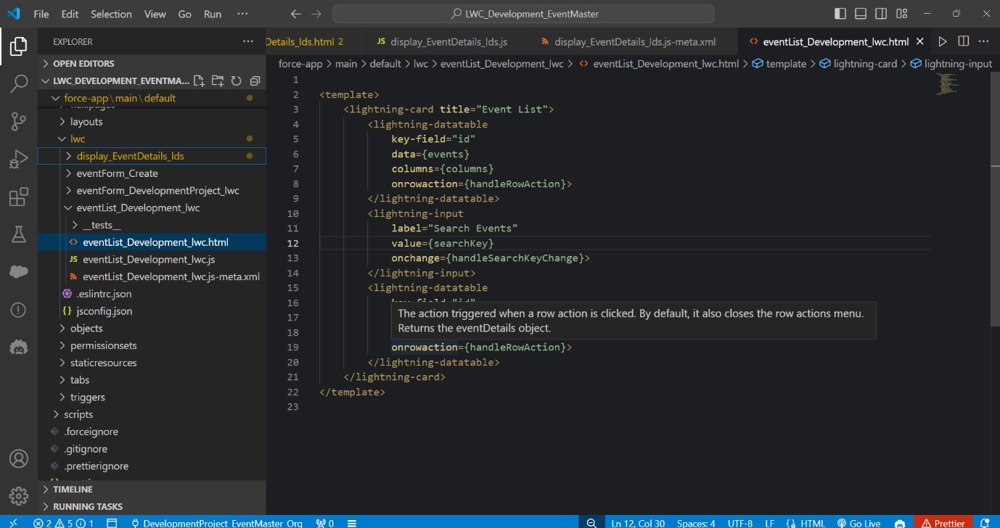 File Edit Selection View Go Run ··· LWC_Development_EventMaster
EXPLORER ···
OPEN EDITORS
LWC_DEVELOPMENT_EVENTMA...
force-app\main\default
layouts
lwc
display_EventDetails_lds
eventForm_Create
eventForm_DevelopmentProject_lwc
eventList_Development_lwc
__tests__
eventList_Development_lwc.html
eventList_Development_lwc.js
eventList_Development_lwc.js-meta.xml
.eslintrc.json
jsconfig.json
objects
permissionsets
staticresources
tabs
triggers
scripts
.forceignore
.gitignore
.prettierignore
TIMELINE
RUNNING TASKS
Details_lds.html 2 JS display_EventDetails_lds.js display_EventDetails_lds.js-meta.xml eventList_Development_lwc.html
force-app > main > default > lwc > eventList_Development_lwc > eventList_Development_lwc.html > template > lightning-card > lightning-input
1
2 <template>
3 <lightning-card title="Event List">
4 <lightning-datatable
5 key-field="id"
6 data={events}
7 columns={columns}
8 onrowaction={handleRowAction}>
9 </lightning-datatable>
10 <lightning-input
11 label="Search Events"
12 value={searchKey}
13 onchange={handleSearchKeyChange}>
14 </lightning-input>
15 <lightning-datatable
16 key-field="id"
17 The action triggered when a row action is clicked. By default, it also closes the row actions menu.
18 Returns the eventDetails object.
19 onrowaction={handleRowAction}>
20 </lightning-datatable>
21 </lightning-card>
22 </template>
23
2 5 1 DevelopmentProject_EventMaster_Org 0 Ln 12, Col 30 Spaces: 4 UTF-8 LF HTML Go Live Prettier